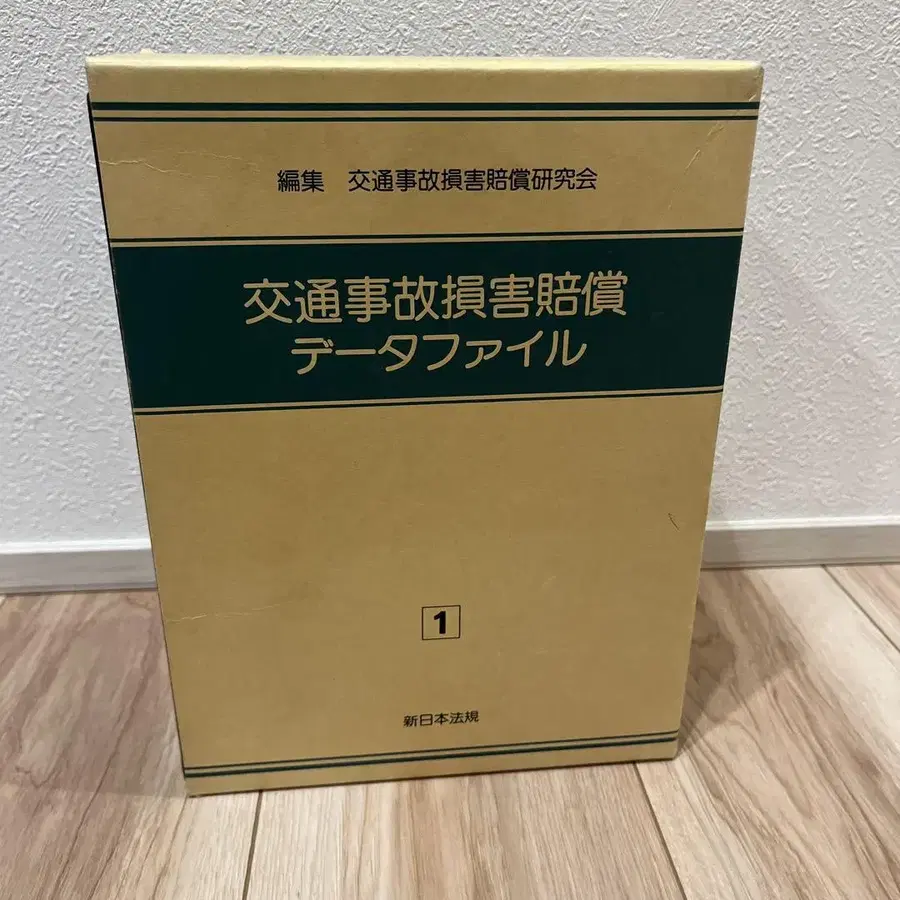 編集 交通事故損害賠償研究会
交通事故損害賠償
データファイル
1
新日本法規